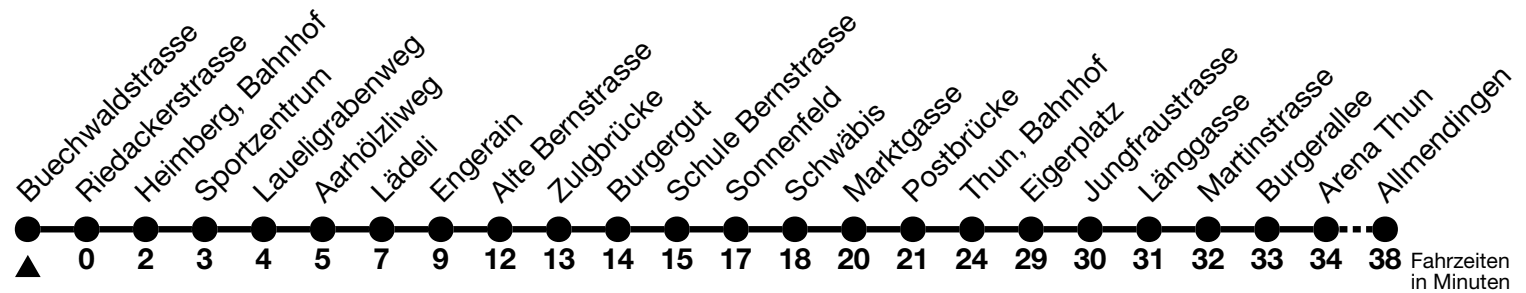 Buechwaldstrasse
Riedackerstrasse
Heimberg, Bahnhof
Sportzentrum
Laueligrabenweg
Aarhölzliweg
Lädeli
Engerain
Alte Bernstrasse
Zulgbrücke
Burgergut
Schule Bernstrasse
Sonnenfeld
Schwäbis
Marktgasse
Postbrücke
Thun, Bahnhof
Eigerplatz
Jungfraustrasse
Länggasse
Martinstrasse
Burgerallee
Arena Thun
Allmendingen
0 2 3 4 5 7 9 12 13 14 15 17 18 20 21 24 29 30 31 32 33 34 38 Fahrzeiten
in Minuten